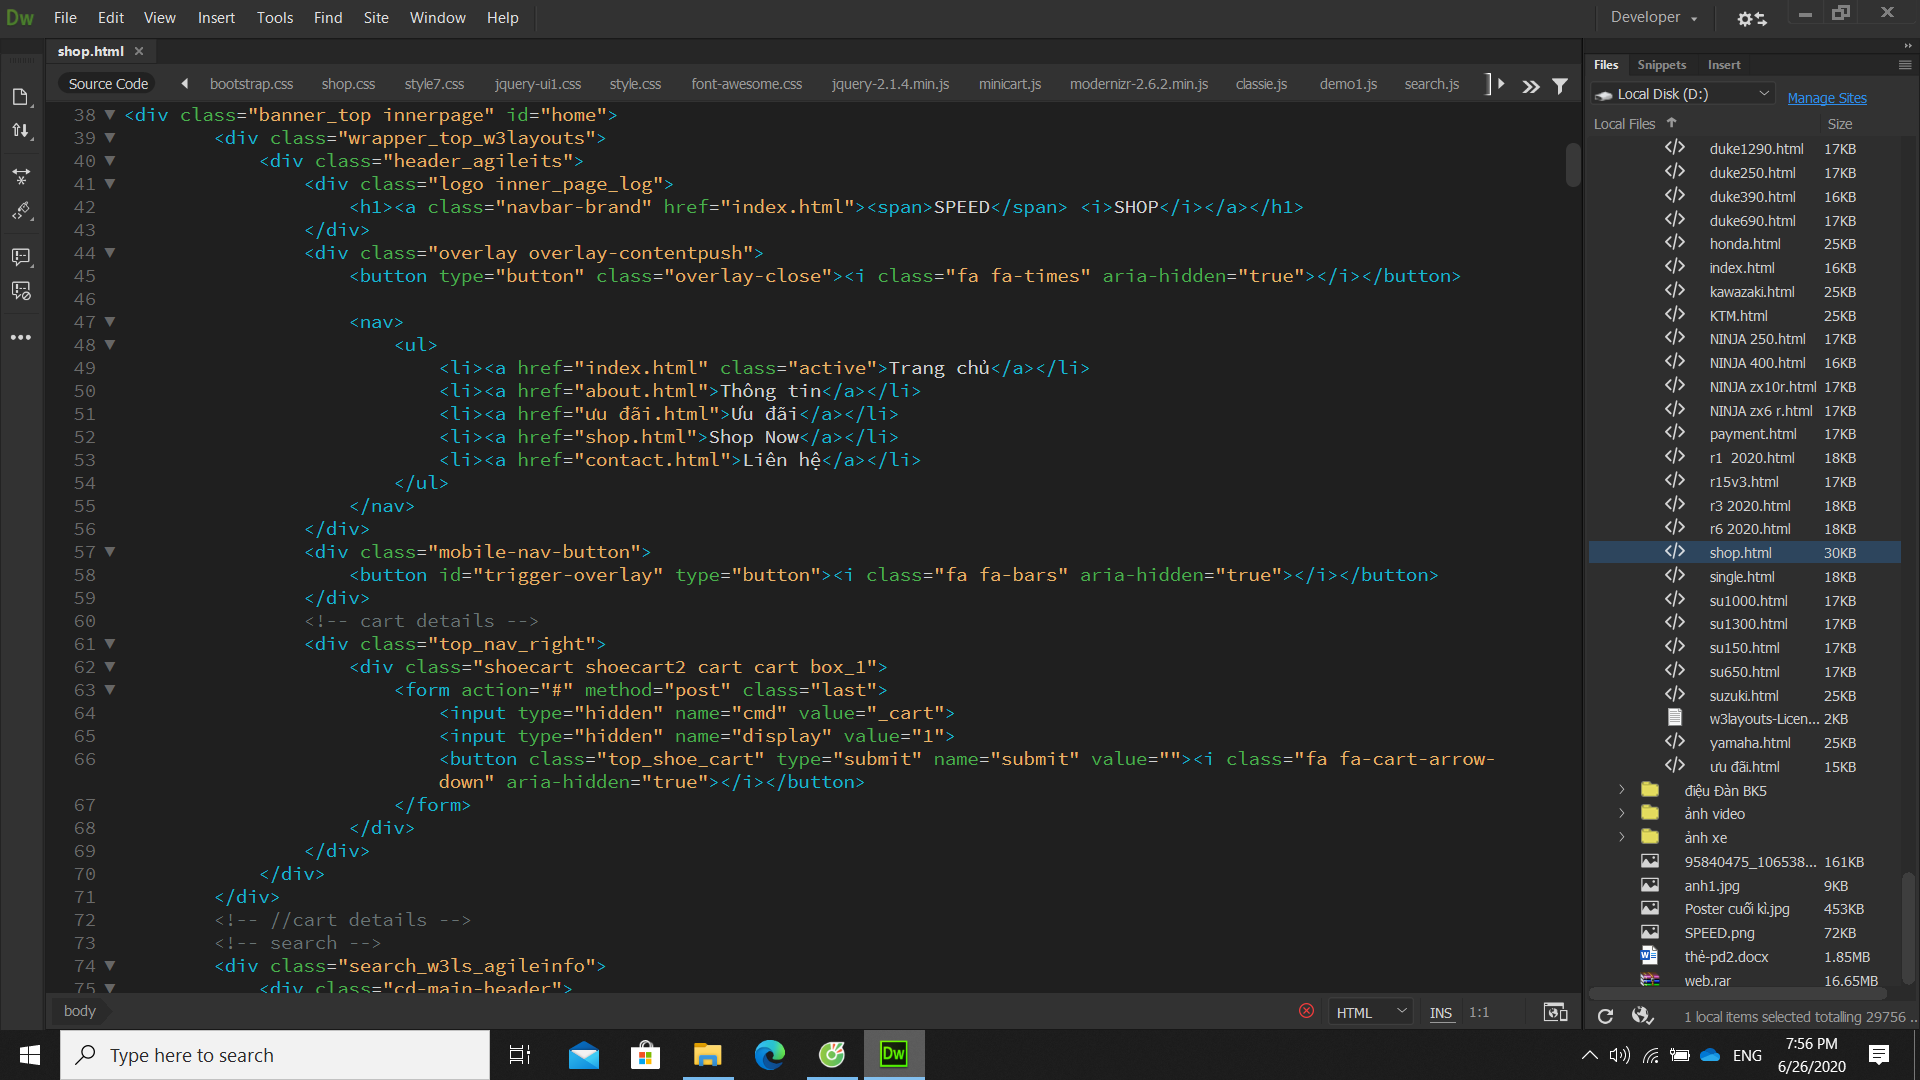 Dw File Edit View Insert Tools Find Site Window Help Developer
shop.html
Source Code bootstrap.css shop.css style7.css jquery-ui1.css style.css font-awesome.css jquery-2.1.4.min.js minicart.js modernizr-2.6.2.min.js classie.js demo1.js search.js
38 <div class="banner_top innerpage" id="home">
39 <div class="wrapper_top_w3layouts">
40 <div class="header_agileits">
41 <div class="logo inner_page_log">
42 <h1><a class="navbar-brand" href="index.html"><span>SPEED</span> <i>SHOP</i></a></h1>
43 </div>
44 <div class="overlay overlay-contentpush">
45 <button type="button" class="overlay-close"><i class="fa fa-times" aria-hidden="true"></i></button>
46
47 <nav>
48 <ul>
49 <li><a href="index.html" class="active">Trang chủ</a></li>
50 <li><a href="about.html">Thông tin</a></li>
51 <li><a href="ưu đãi.html">Ưu đãi</a></li>
52 <li><a href="shop.html">Shop Now</a></li>
53 <li><a href="contact.html">Liên hệ</a></li>
54 </ul>
55 </nav>
56 </div>
57 <div class="mobile-nav-button">
58 <button id="trigger-overlay" type="button"><i class="fa fa-bars" aria-hidden="true"></i></button>
59 </div>
60 <!-- cart details -->
61 <div class="top_nav_right">
62 <div class="shoecart shoecart2 cart cart box_1">
63 <form action="#" method="post" class="last">
64 <input type="hidden" name="cmd" value="_cart">
65 <input type="hidden" name="display" value="1">
66 <button class="top_shoe_cart" type="submit" name="submit" value=""><i class="fa fa-cart-arrow-
down" aria-hidden="true"></i></button>
67 </form>
68 </div>
69 </div>
70 </div>
71 </div>
72 <!-- //cart details -->
73 <!-- search -->
74 <div class="search_w3ls_agileinfo">
75 <div class="cd-main-header">
body
HTML INS 1:1
Files Snippets Insert
Local Disk (D:) Manage Sites
Local Files Size
duke1290.html 17KB
duke250.html 17KB
duke390.html 16KB
duke690.html 17KB
honda.html 25KB
index.html 16KB
kawazaki.html 25KB
KTM.html 25KB
NINJA 250.html 17KB
NINJA 400.html 16KB
NINJA zx10r.html 17KB
NINJA zx6 r.html 17KB
payment.html 17KB
r1 2020.html 18KB
r15v3.html 17KB
r3 2020.html 18KB
r6 2020.html 18KB
shop.html 30KB
single.html 18KB
su1000.html 17KB
su1300.html 17KB
su150.html 17KB
su650.html 17KB
suzuki.html 25KB
w3layouts-Licen... 2KB
yamaha.html 25KB
ưu đãi.html 15KB
điệu Đàn BK5
ảnh video
ảnh xe
95840475_106538... 161KB
anh1.jpg 9KB
Poster cuối kì.jpg 453KB
SPEED.png 72KB
thẻ-pd2.docx 1.85MB
web.rar 16.65MB
1 local items selected totalling 29756 ..
Type here to search
Dw
ENG
7:56 PM
6/26/2020